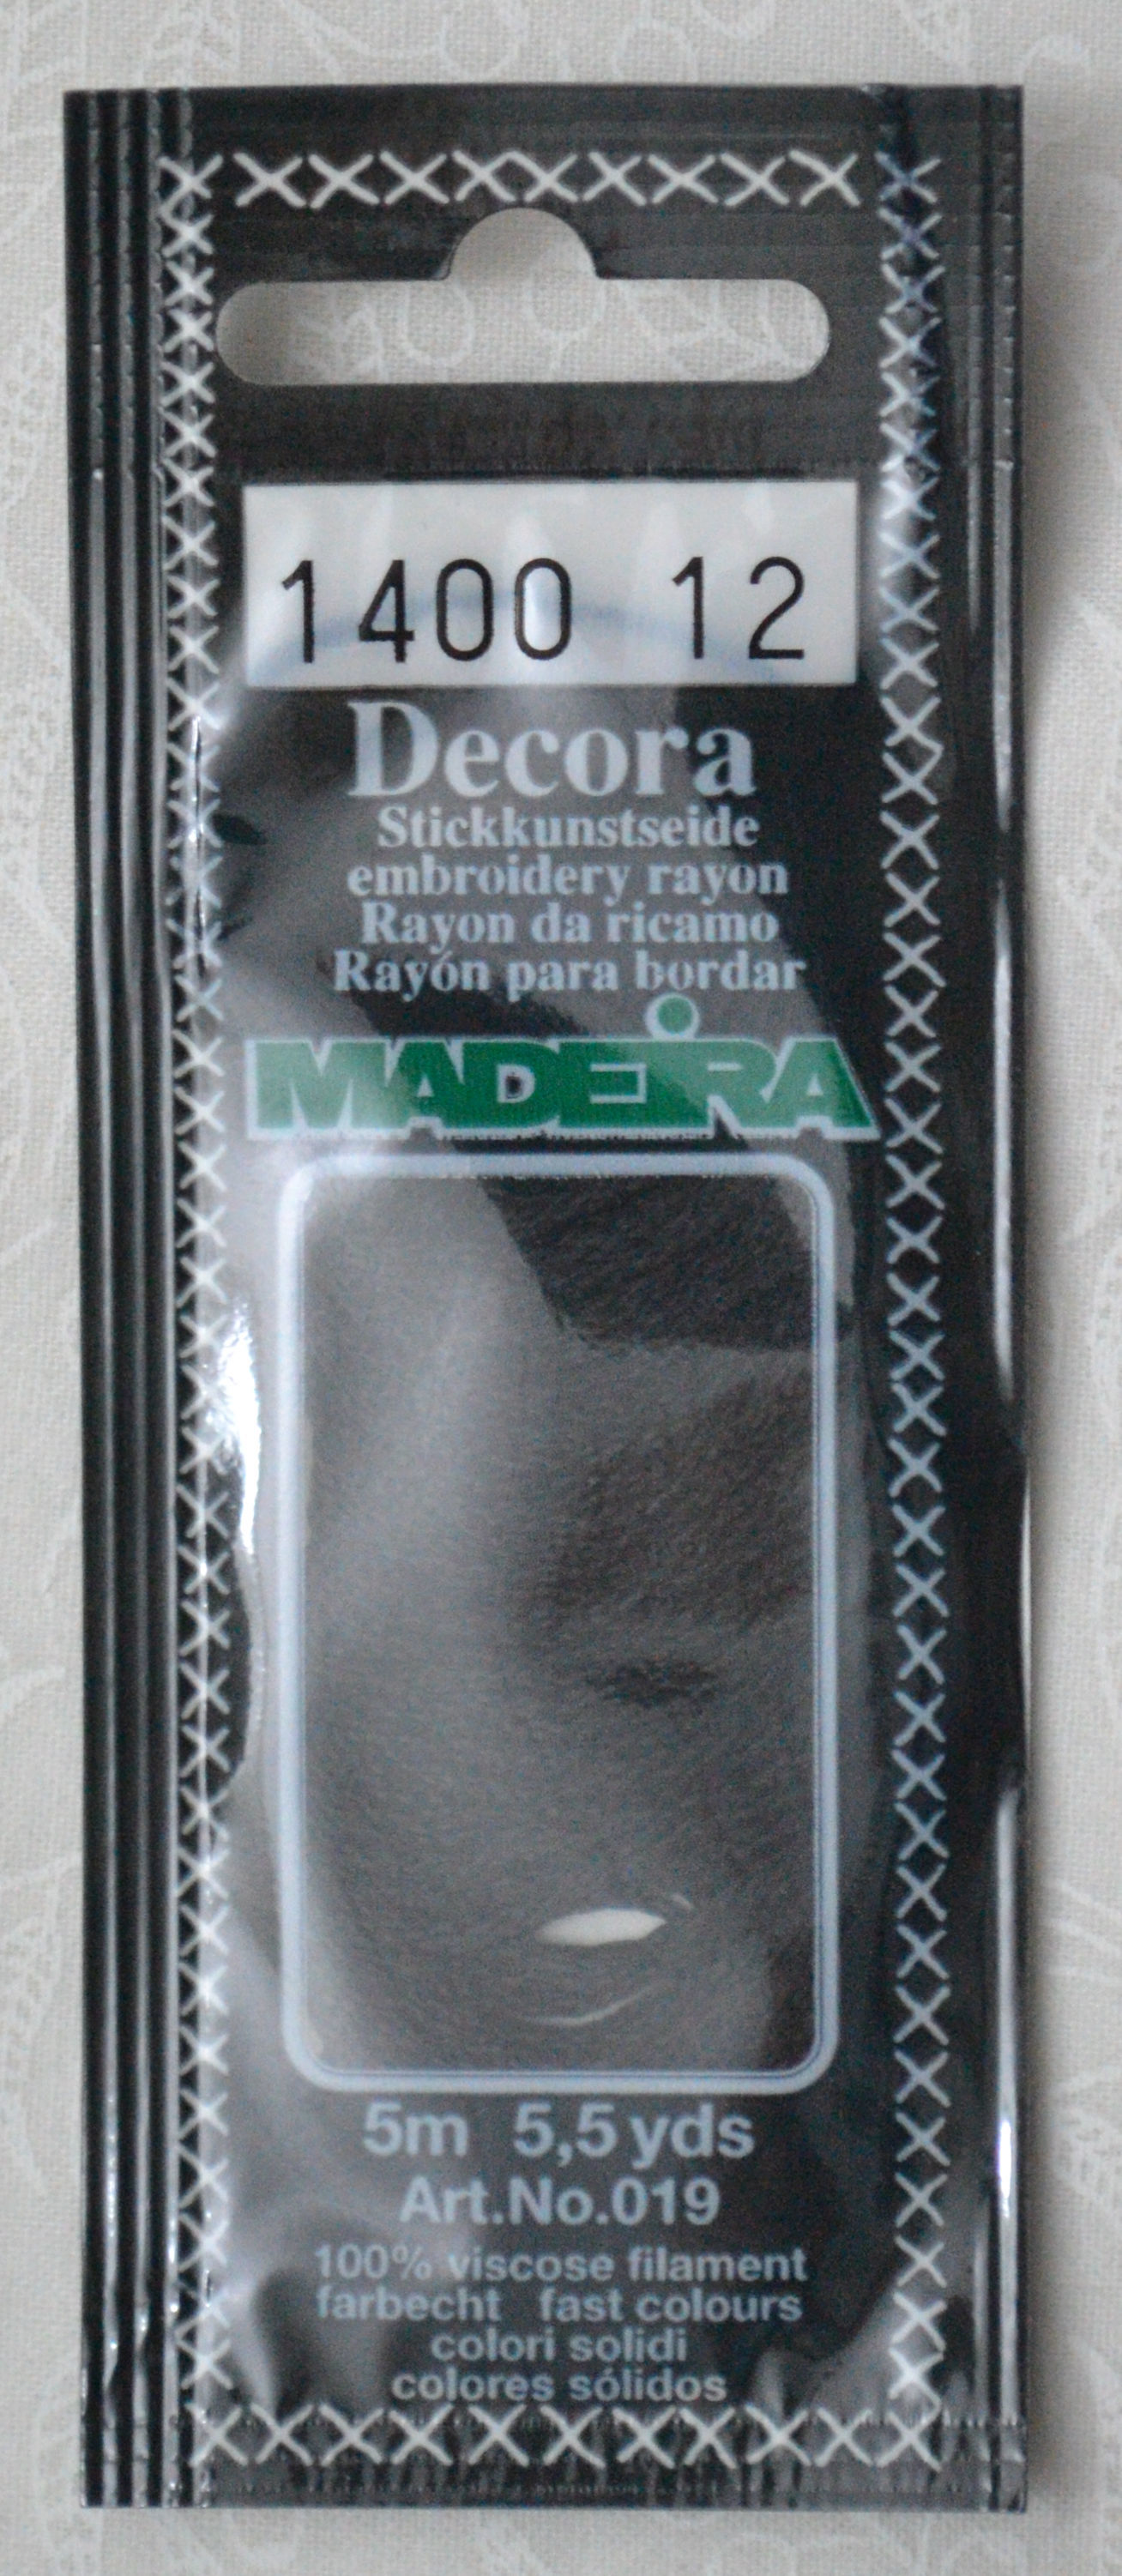 1400 12
Decora
Stickkunstseide
embroidery rayon
Rayon da ricamo
Rayón para bordar
MADEIRA
5m 5,5 yds
Art.No.019
100% viscose filament
farbecht fast colours
colori solidi
colores sólidos